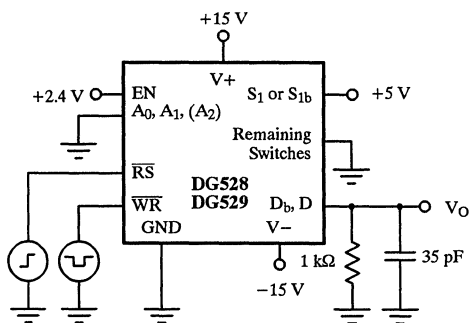 +15 V
V+
+2.4 V
EN
S1 or S1b
+5 V
A0, A1, (A2)
Remaining
Switches
RS
DG528
WR
DG529
Db, D
VO
GND
V−
1 kΩ
35 pF
−15 V